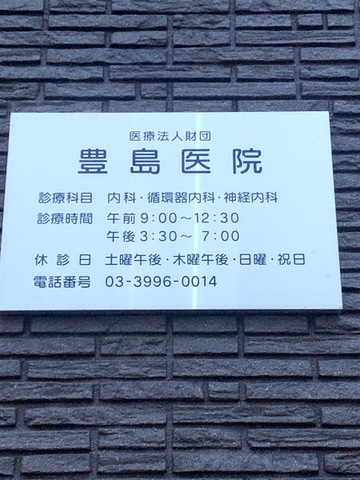 医療法人財団
豊島医院
診療科目 内科・循環器内科・神経内科
診療時間 午前 9:00～12:30
午後 3:30～ 7:00
休診日 土曜午後・木曜午後・日曜・祝日
電話番号 03-3996-0014